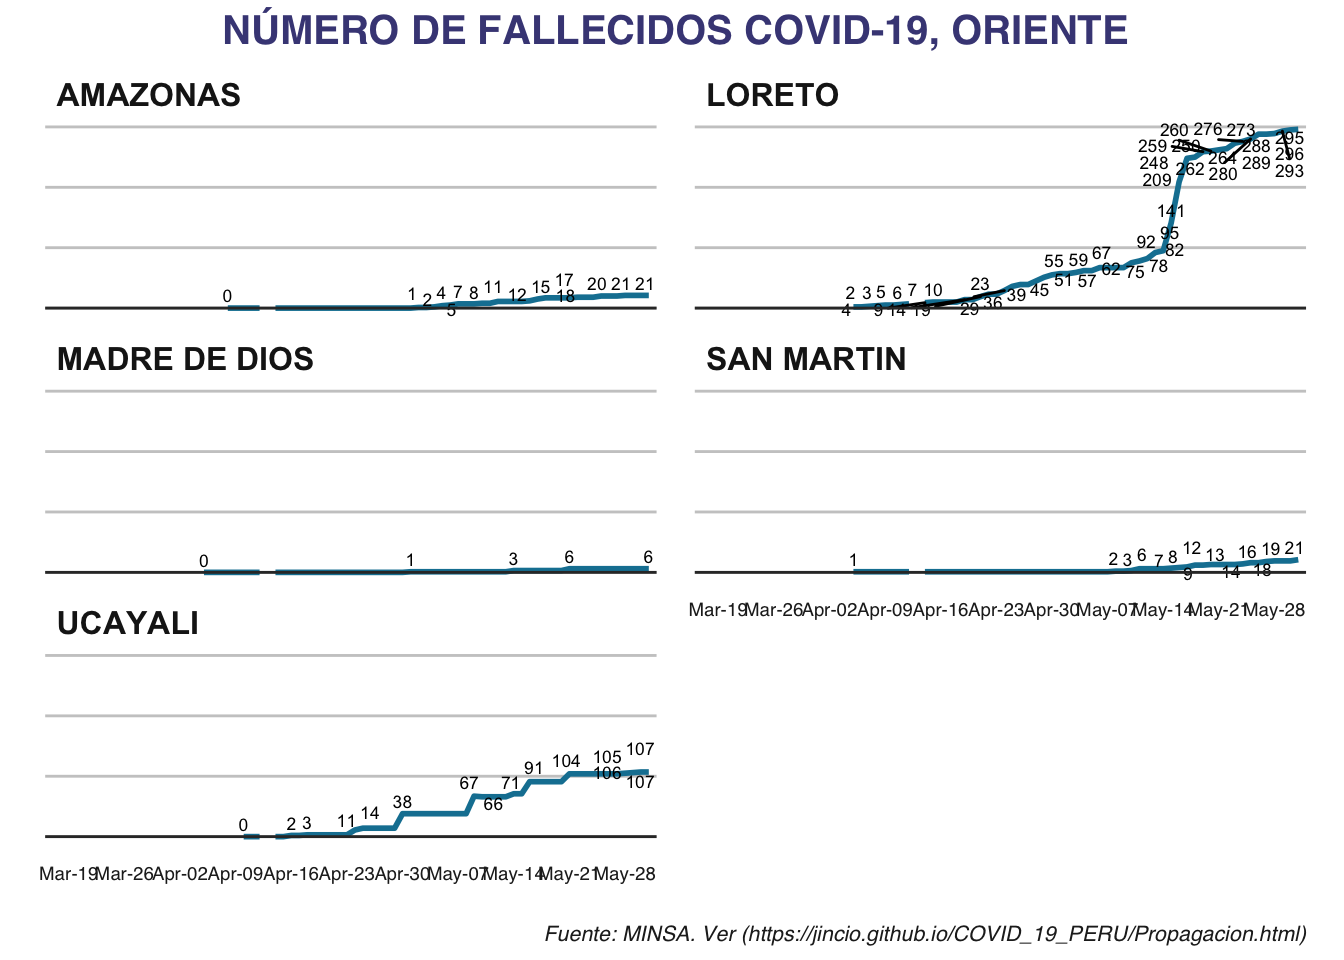 NÚMERO DE FALLECIDOS COVID-19, ORIENTE
AMAZONAS
0 1 2 4 5 7 8 11 12 15 17 18 20 21 21
LORETO
260 276 273 295
259 250 288 296
248 264 289 293
209 262 280
141
95
92 82
67 78
55 59 62 75
23 39 45 51 57
2 3 5 6 7 10 36
4 9 14 19 29
MADRE DE DIOS
0 1 3 6 6
SAN MARTIN
1 2 3 6 7 8 9 12 13 14 16 18 19 21
Mar-19 Mar-26 Apr-02 Apr-09 Apr-16 Apr-23 Apr-30 May-07 May-14 May-21 May-28
UCAYALI
0 2 3 11 14 38 67 66 71 91 104 105 106 107 107
Mar-19 Mar-26 Apr-02 Apr-09 Apr-16 Apr-23 Apr-30 May-07 May-14 May-21 May-28
Fuente: MINSA. Ver (https://jincio.github.io/COVID_19_PERU/Propagacion.html)